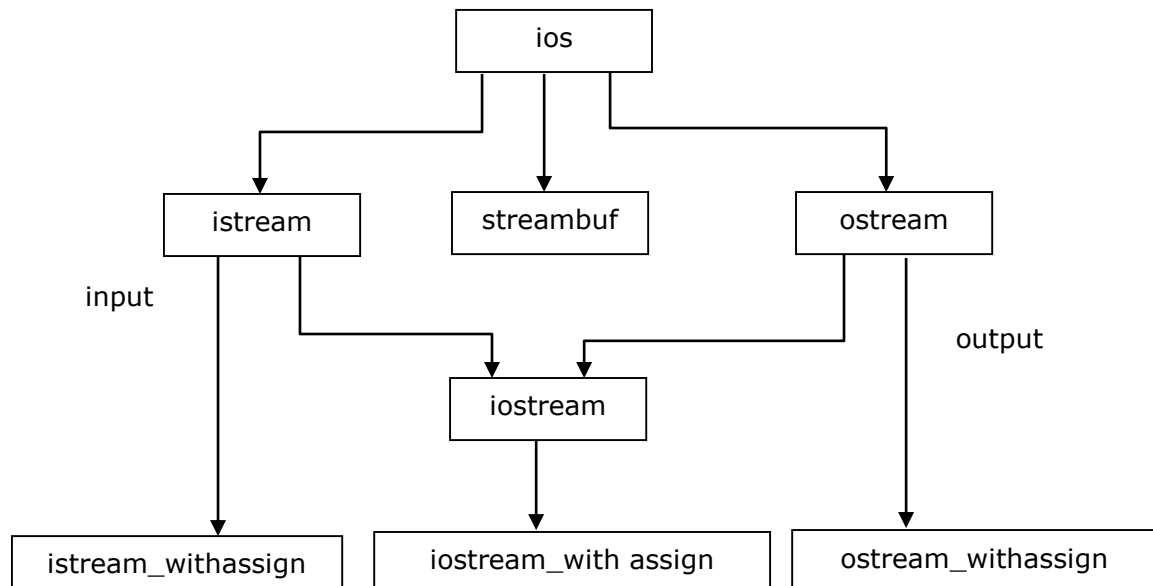 ios
istream
streambuf
ostream
input
output
iostream
istream_withassign
iostream_with assign
ostream_withassign